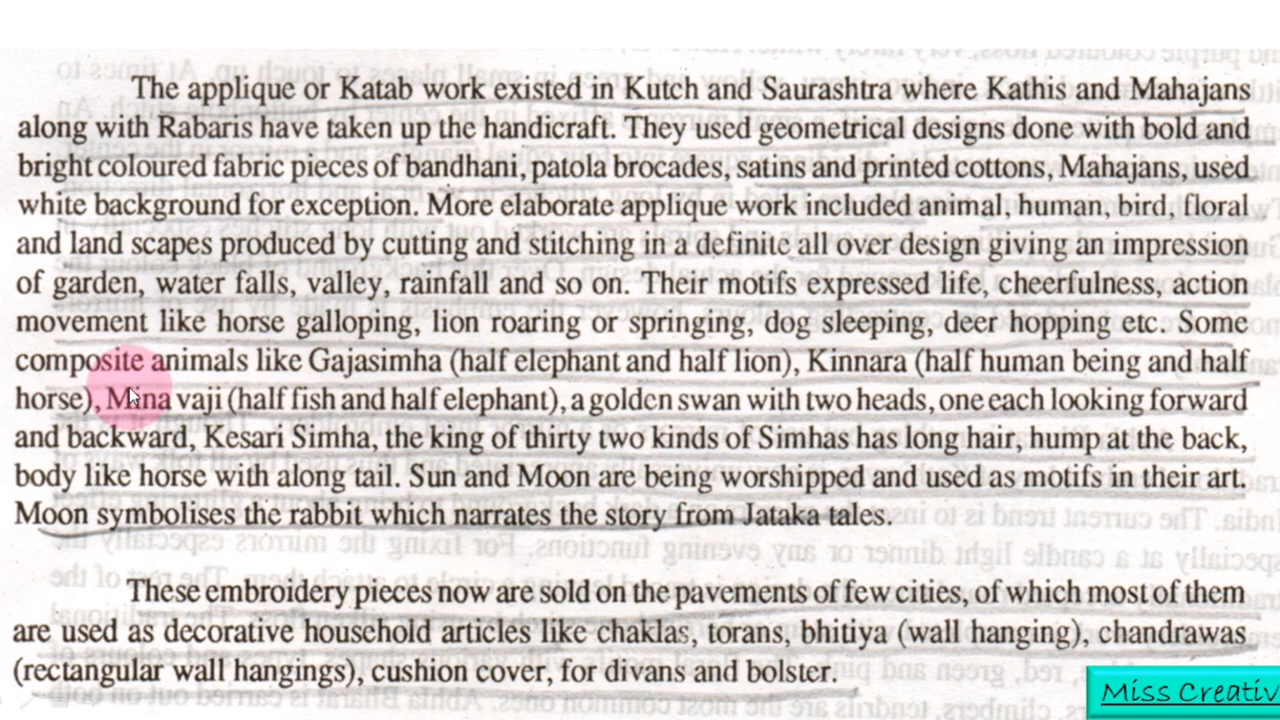 The applique or Katab work existed in Kutch and Saurashtra where Kathis and Mahajans
along with Rabaris have taken up the handicraft. They used geometrical designs done with bold and
bright coloured fabric pieces of bandhani, patola brocades, satins and printed cottons, Mahajans, used
white background for exception. More elaborate applique work included animal, human, bird, floral
and land scapes produced by cutting and stitching in a definite all over design giving an impression
of garden, water falls, valley, rainfall and so on. Their motifs expressed life, cheerfulness, action
movement like horse galloping, lion roaring or springing, dog sleeping, deer hopping etc. Some
composite animals like Gajasimha (half elephant and half lion), Kinnara (half human being and half
horse), Mina vaji (half fish and half elephant), a golden swan with two heads, one each looking forward
and backward, Kesari Simha, the king of thirty two kinds of Simhas has long hair, hump at the back,
body like horse with along tail. Sun and Moon are being worshipped and used as motifs in their art.
Moon symbolises the rabbit which narrates the story from Jataka tales.
These embroidery pieces now are sold on the pavements of few cities, of which most of them
are used as decorative household articles like chaklas, torans, bhitiya (wall hanging), chandrawas
(rectangular wall hangings), cushion cover, for divans and bolster.
Miss Creativ